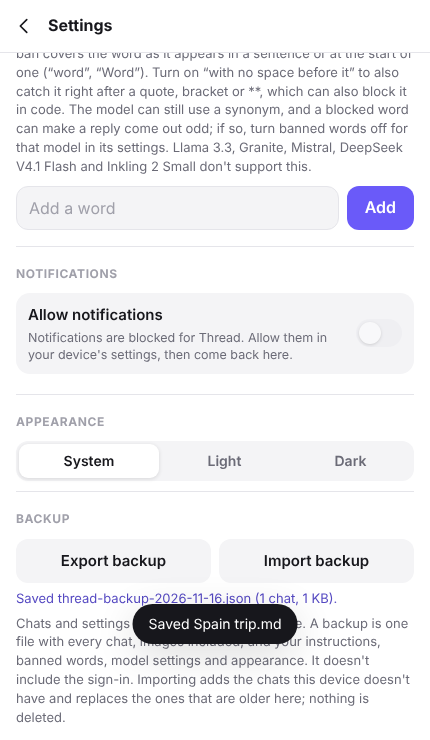 Settings
ban covers the word as it appears in a sentence or at the start of
one (“word”, “Word”). Turn on “with no space before it” to also
catch it right after a quote, bracket or **, which can also block it
in code. The model can still use a synonym, and a blocked word
can make a reply come out odd; if so, turn banned words off for
that model in its settings. Llama 3.3, Granite, Mistral, DeepSeek
V4.1 Flash and Inkling 2 Small don't support this.
Add a word
Add
NOTIFICATIONS
Allow notifications
Notifications are blocked for Thread. Allow them in
your device's settings, then come back here.
APPEARANCE
System
Light
Dark
BACKUP
Export backup
Import backup
Saved thread-backup-2026-11-16.json (1 chat, 1 KB).
Saved Spain trip.md
Chats and settings e. A backup is one
file with every chat, images included, and your instructions,
banned words, model settings and appearance. It doesn't
include the sign-in. Importing adds the chats this device doesn't
have and replaces the ones that are older here; nothing is
deleted.